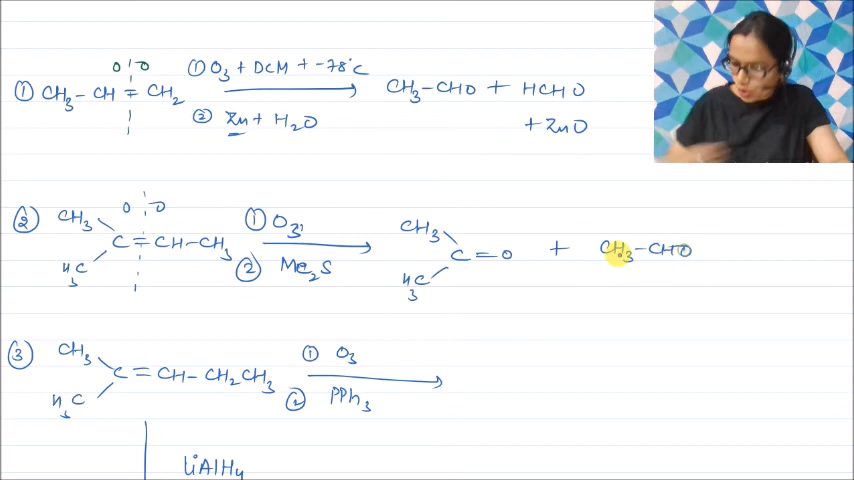 ① CH₃-CH=CH₂ ① O₃ + DCM + -78°C ② Zn + H₂O → CH₃-CHO + HCHO + ZnO
O O
② CH₃ H₃C C=CH-CH₃ ① O₃, ② Me₂S → CH₃ H₃C C=O + CH₃-CHO
O O
③ CH₃ H₃C C=CH-CH₂CH₃ ① O₃ ② PPh₃ →
LiAlH₄